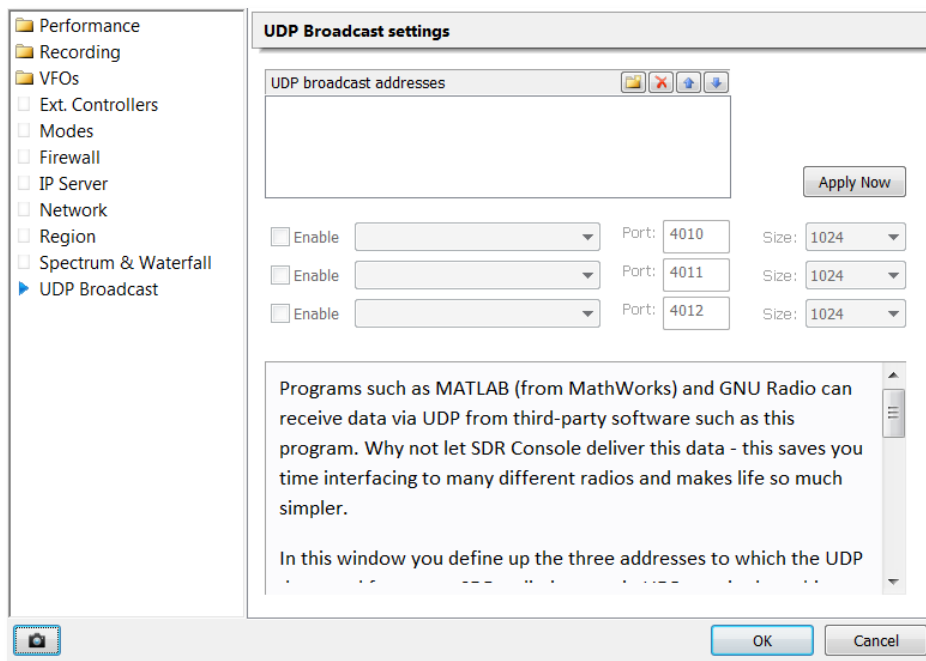 Performance
Recording
VFOs
Ext. Controllers
Modes
Firewall
IP Server
Network
Region
Spectrum & Waterfall
UDP Broadcast
UDP Broadcast settings
UDP broadcast addresses
Apply Now
Enable Port: 4010 Size: 1024
Enable Port: 4011 Size: 1024
Enable Port: 4012 Size: 1024
Programs such as MATLAB (from MathWorks) and GNU Radio can
receive data via UDP from third-party software such as this
program. Why not let SDR Console deliver this data - this saves you
time interfacing to many different radios and makes life so much
simpler.
In this window you define up the three addresses to which the UDP
OK Cancel